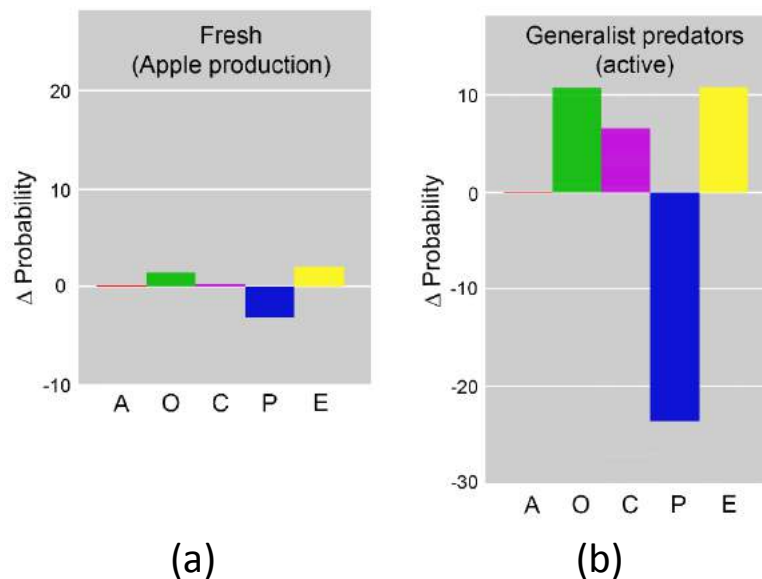 Fresh
(Apple production)
20
10
0
-10
Δ Probability
A O C P E
(a)
Generalist predators
(active)
10
0
-10
-20
-30
Δ Probability
A O C P E
(b)